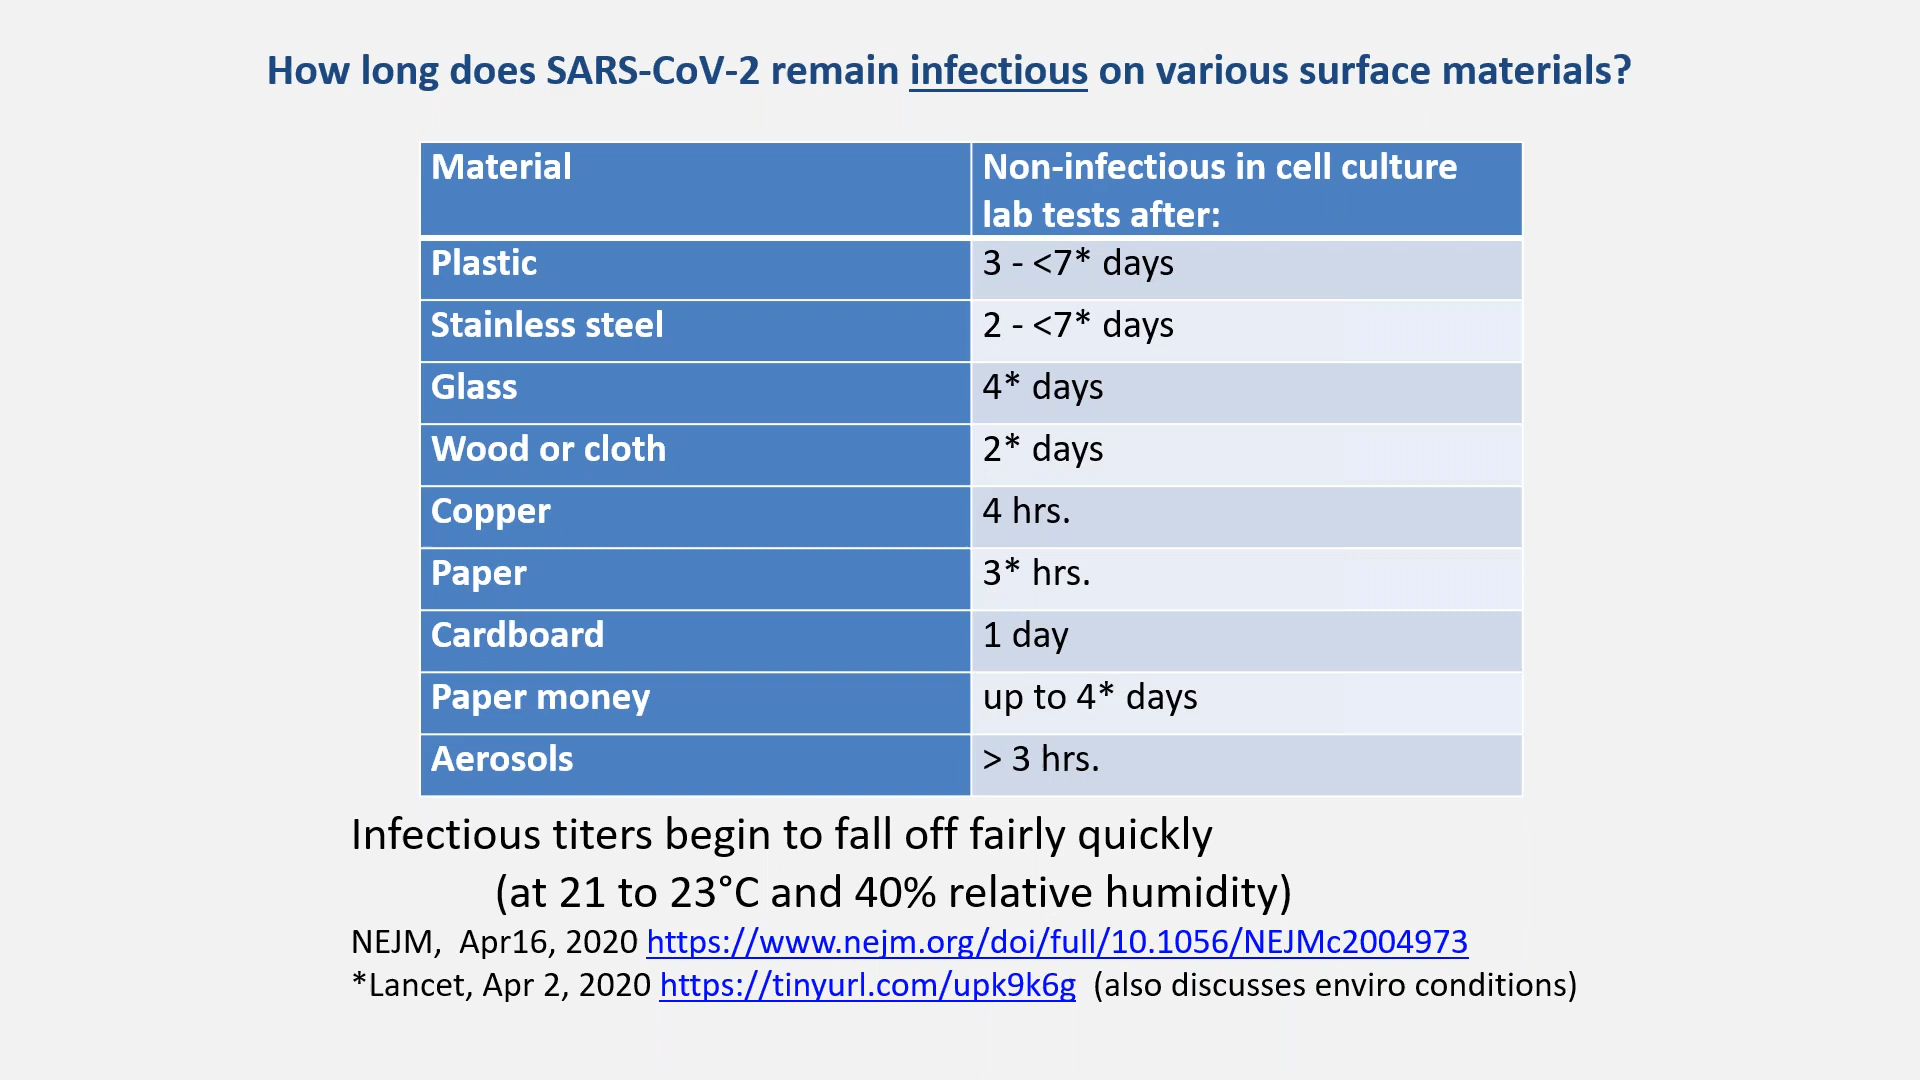 How long does SARS-CoV-2 remain infectious on various surface materials?
Material
Non-infectious in cell culture
lab tests after:
Plastic
3 - <7* days
Stainless steel
2 - <7* days
Glass
4* days
Wood or cloth
2* days
Copper
4 hrs.
Paper
3* hrs.
Cardboard
1 day
Paper money
up to 4* days
Aerosols
> 3 hrs.
Infectious titers begin to fall off fairly quickly
(at 21 to 23°C and 40% relative humidity)
NEJM, Apr16, 2020 https://www.nejm.org/doi/full/10.1056/NEJMc2004973
*Lancet, Apr 2, 2020 https://tinyurl.com/upk9k6g (also discusses enviro conditions)